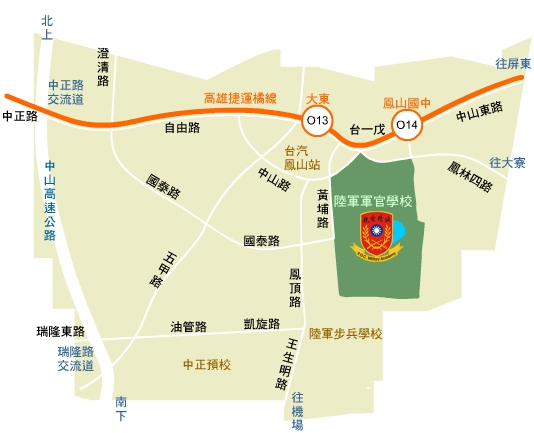 北上
往屏東
澄清路
中正路
交流道
高雄捷運橘線
大東
鳳山國中
中正路
自由路
O13
台一戊
O14
中山東路
台汽
鳳山站
往大寮
中山高速公路
國泰路
中山路
黃埔路
陸軍軍官學校
鳳林四路
國泰路
五甲路
鳳頂路
瑞隆東路
油管路
凱旋路
陸軍步兵學校
瑞隆路
交流道
中正預校
王生明路
南下
往機場